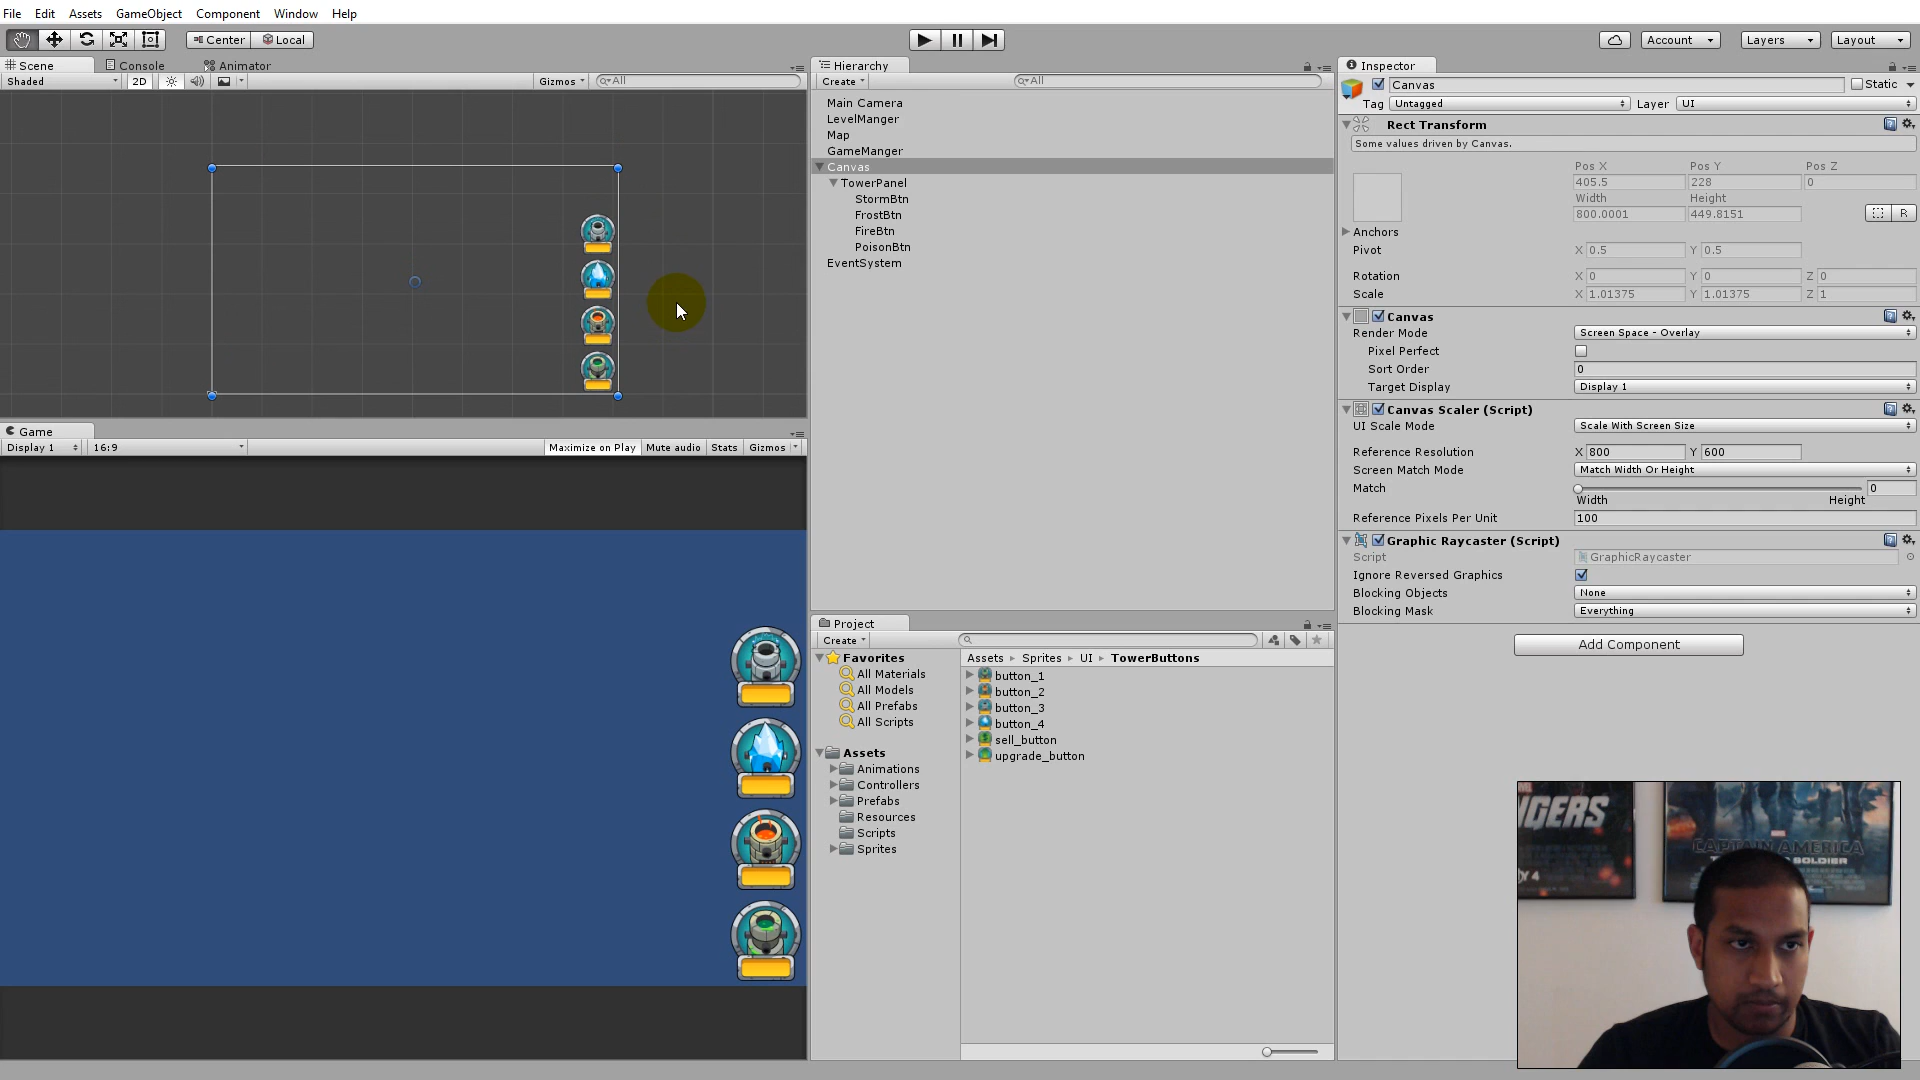 File Edit Assets GameObject Component Window Help
Center Local
Account Layers Layout
Scene Console Animator
Shaded 2D Gizmos All
Hierarchy
Create All
Main Camera
LevelManger
Map
GameManger
Canvas
TowerPanel
StormBtn
FrostBtn
FireBtn
PoisonBtn
EventSystem
Game
Display 1 16:9 Maximize on Play Mute audio Stats Gizmos
Project
Create
Favorites
All Materials
All Models
All Prefabs
All Scripts
Assets
Animations
Controllers
Prefabs
Resources
Scripts
Sprites
Assets Sprites UI TowerButtons
button_1
button_2
button_3
button_4
sell_button
upgrade_button
Inspector
Canvas Static
Tag Untagged Layer UI
Rect Transform
Some values driven by Canvas.
Pos X Pos Y Pos Z
405.5 228 0
Width Height
800.0001 449.8151
R
Anchors
Pivot X 0.5 Y 0.5
Rotation X 0 Y 0 Z 0
Scale X 1.01375 Y 1.01375 Z 1
Canvas
Render Mode Screen Space - Overlay
Pixel Perfect
Sort Order 0
Target Display Display 1
Canvas Scaler (Script)
UI Scale Mode Scale With Screen Size
Reference Resolution X 800 Y 600
Screen Match Mode Match Width Or Height
Match 0
Width Height
Reference Pixels Per Unit 100
Graphic Raycaster (Script)
Script GraphicRaycaster
Ignore Reversed Graphics
Blocking Objects None
Blocking Mask Everything
Add Component
NGERS
Y 4
CAPTAIN AMERICA
SOLDIER